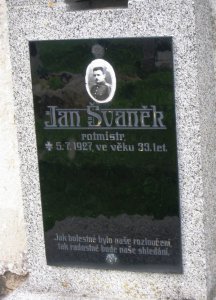 Jan Švaněk
rotmistr
✟ 5.7.1927, ve věku 33.let.
Jak bolestné bylo naše rozloučení,
tak radostné bude naše shledání.